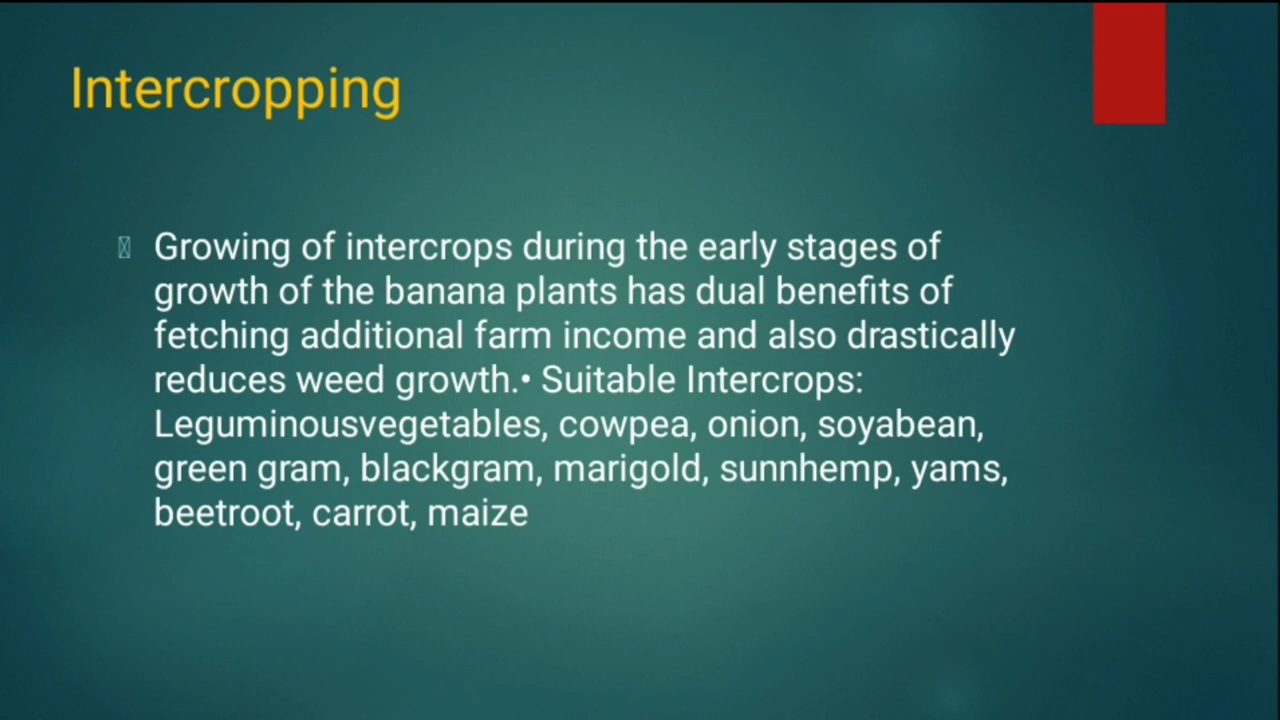 Intercropping
Growing of intercrops during the early stages of
growth of the banana plants has dual benefits of
fetching additional farm income and also drastically
reduces weed growth.• Suitable Intercrops:
Leguminousvegetables, cowpea, onion, soyabean,
green gram, blackgram, marigold, sunnhemp, yams,
beetroot, carrot, maize